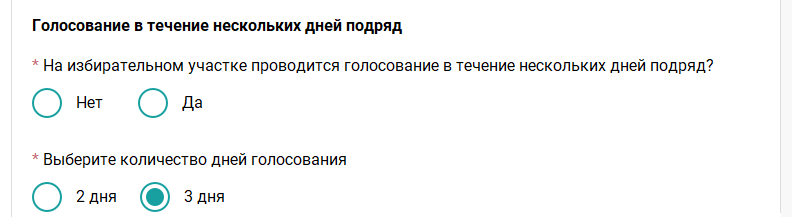 Голосование в течение нескольких дней подряд
* На избирательном участке проводится голосование в течение нескольких дней подряд?
Нет Да
* Выберите количество дней голосования
2 дня 3 дня